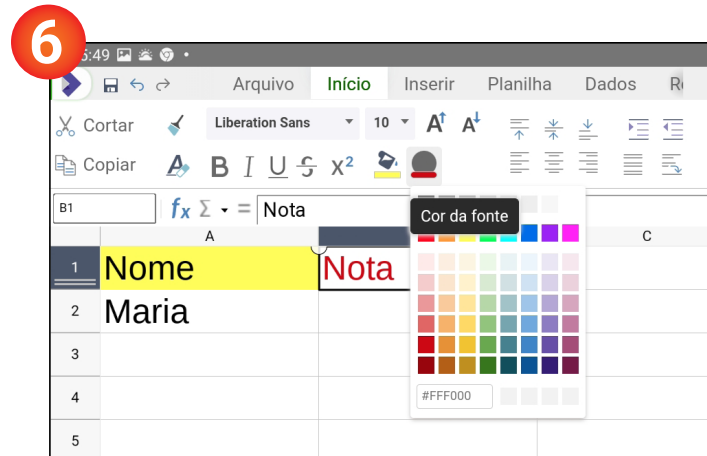 6
5:49
Arquivo Início Inserir Planilha Dados
Cortar Liberation Sans 10 A A
Copiar A B I U S X²
B1 fx Σ = Nota
Cor da fonte
A C
1 Nome Nota
2 Maria
3
4 #FFF000
5